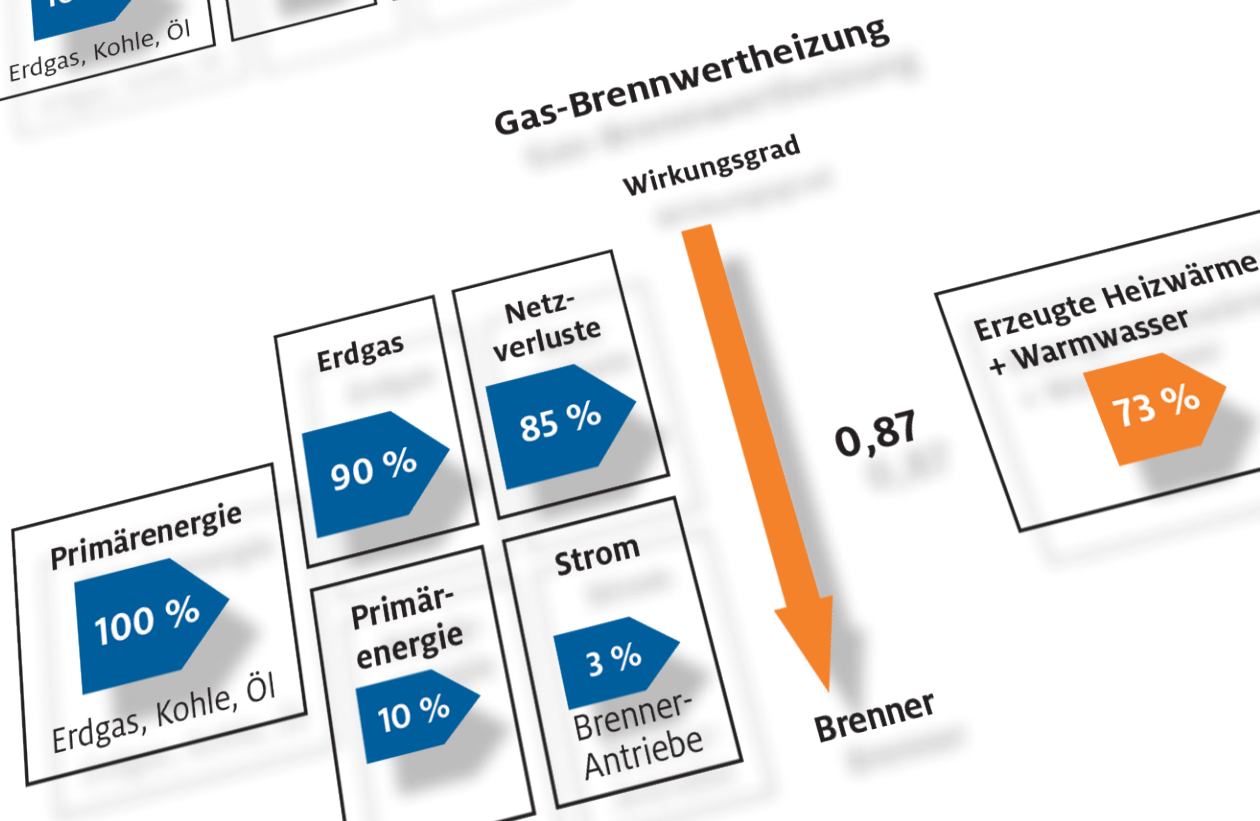 Erdgas, Kohle, Öl
Gas-Brennwertheizung
Wirkungsgrad
Erdgas
90 %
Netz-
verluste
85 %
Erzeugte Heizwärme
+ Warmwasser
73 %
0,87
Primärenergie
100 %
Erdgas, Kohle, Öl
Primär-
energie
10 %
Strom
3 %
Brenner-
Antriebe
Brenner